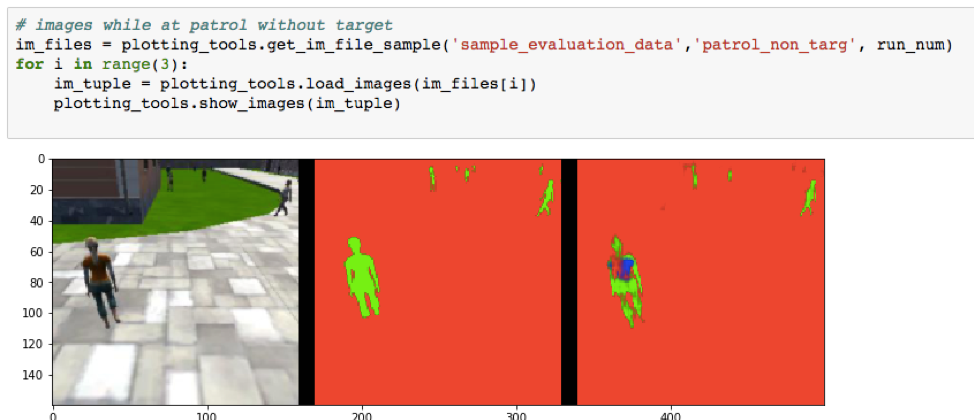 # images while at patrol without target
im_files = plotting_tools.get_im_file_sample('sample_evaluation_data','patrol_non_targ', run_num)
for i in range(3):
    im_tuple = plotting_tools.load_images(im_files[i])
    plotting_tools.show_images(im_tuple)
0
20
40
60
80
100
120
140
0 100 200 300 400